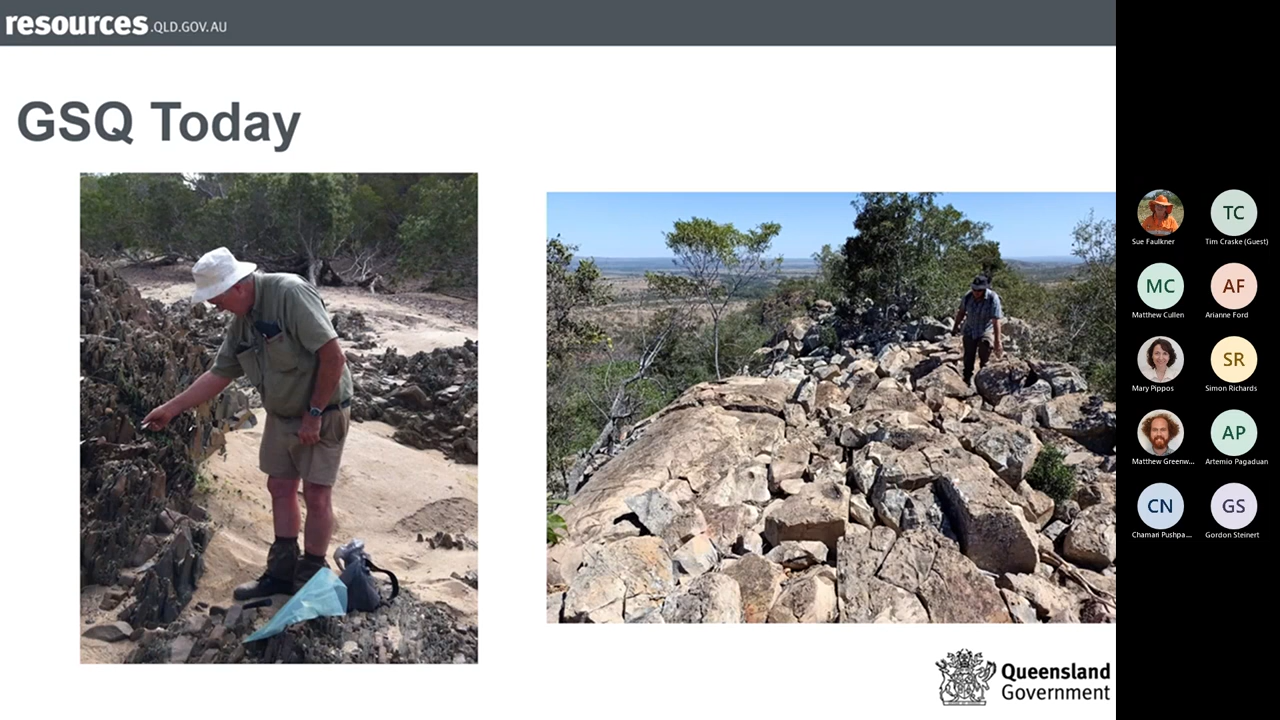 resources.QLD.GOV.AU
GSQ Today
Queensland
Government
Sue Faulkner
TC
Tim Craske (Guest)
MC
Matthew Cullen
AF
Arianne Ford
Mary Pippos
SR
Simon Richards
Matthew Greenw...
AP
Artemio Pagaduan
CN
Chamari Pushpa...
GS
Gordon Steinert